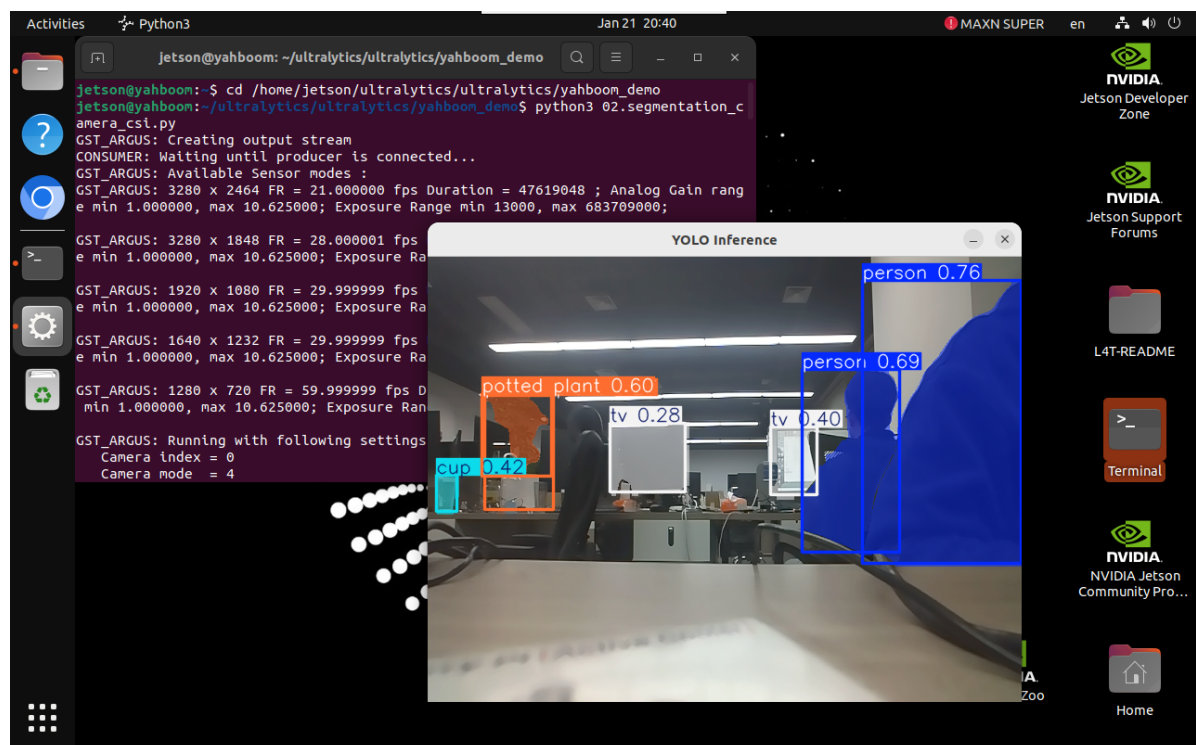 Activities
Python3
Jan 21 20:40
MAXN SUPER
en
jetson@yahboom: ~/ultralytics/ultralytics/yahboom_demo
jetson@yahboom:~$ cd /home/jetson/ultralytics/ultralytics/yahboom_demo
jetson@yahboom:~/ultralytics/ultralytics/yahboom_demo$ python3 02.segmentation_c
amera_csi.py
GST_ARGUS: Creating output stream
CONSUMER: Waiting until producer is connected...
GST_ARGUS: Available Sensor modes :
GST_ARGUS: 3280 x 2464 FR = 21.000000 fps Duration = 47619048 ; Analog Gain rang
e min 1.000000, max 10.625000; Exposure Range min 13000, max 683709000;
GST_ARGUS: 3280 x 1848 FR = 28.000001 fps
e min 1.000000, max 10.625000; Exposure Ra
GST_ARGUS: 1920 x 1080 FR = 29.999999 fps
e min 1.000000, max 10.625000; Exposure Ra
GST_ARGUS: 1640 x 1232 FR = 29.999999 fps
e min 1.000000, max 10.625000; Exposure Ra
GST_ARGUS: 1280 x 720 FR = 59.999999 fps D
min 1.000000, max 10.625000; Exposure Ran
GST_ARGUS: Running with following settings
Camera index = 0
Camera mode = 4
YOLO Inference
person 0.76
person 0.69
potted plant 0.60
tv 0.28
tv 0.40
cup 0.42
NVIDIA
Jetson Developer
Zone
NVIDIA
Jetson Support
Forums
L4T-README
Terminal
NVIDIA
NVIDIA Jetson
Community Pro...
IA
Zoo
Home